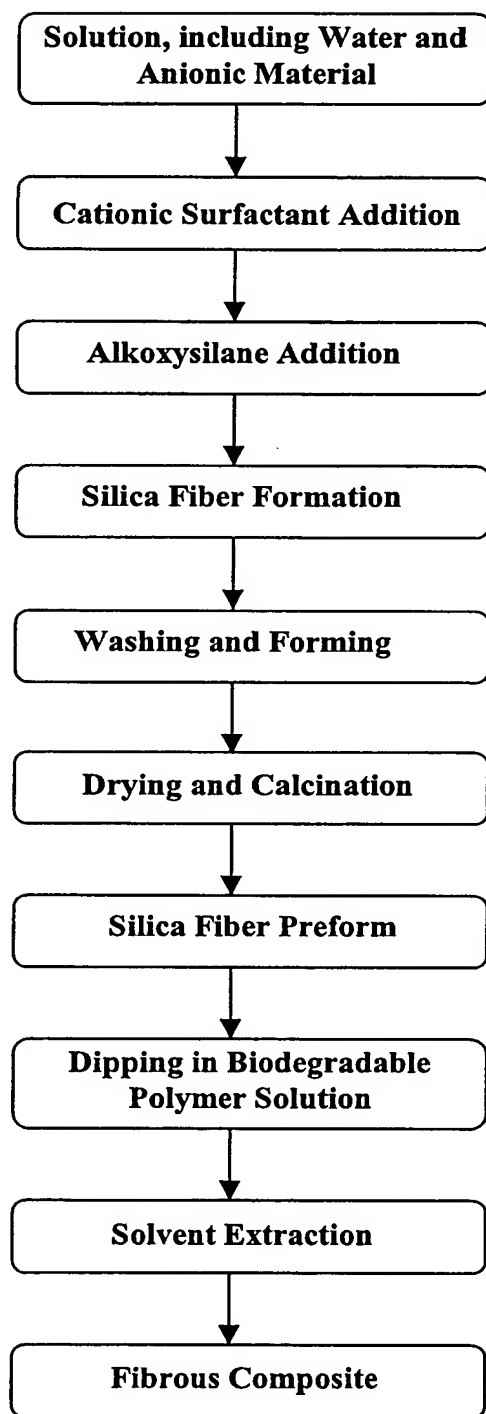 Solution, including Water and
Anionic Material
Cationic Surfactant Addition
Alkoxysilane Addition
Silica Fiber Formation
Washing and Forming
Drying and Calcination
Silica Fiber Preform
Dipping in Biodegradable
Polymer Solution
Solvent Extraction
Fibrous Composite